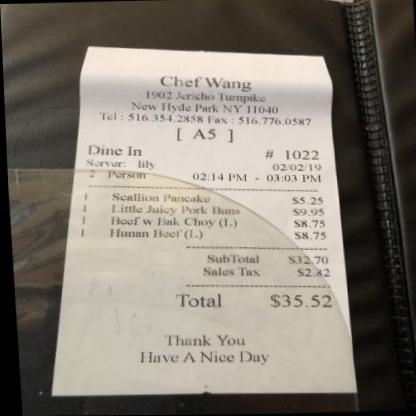 Chef Wang
1902 Jericho Turnpike
New Hyde Park NY 11040
Tel : 516.354.2858 Fax : 516.776.0587
[ A5 ]
Dine In # 1022
Server: lily 02/02/19
2 Person 02:14 PM - 03:03 PM
1 Scallion Pancake $5.25
1 Little Juicy Pork Buns $9.95
1 Beef w Bak Choy (L) $8.75
1 Hunan Beef (L) $8.75
SubTotal $32.70
Sales Tax $2.82
Total $35.52
Thank You
Have A Nice Day